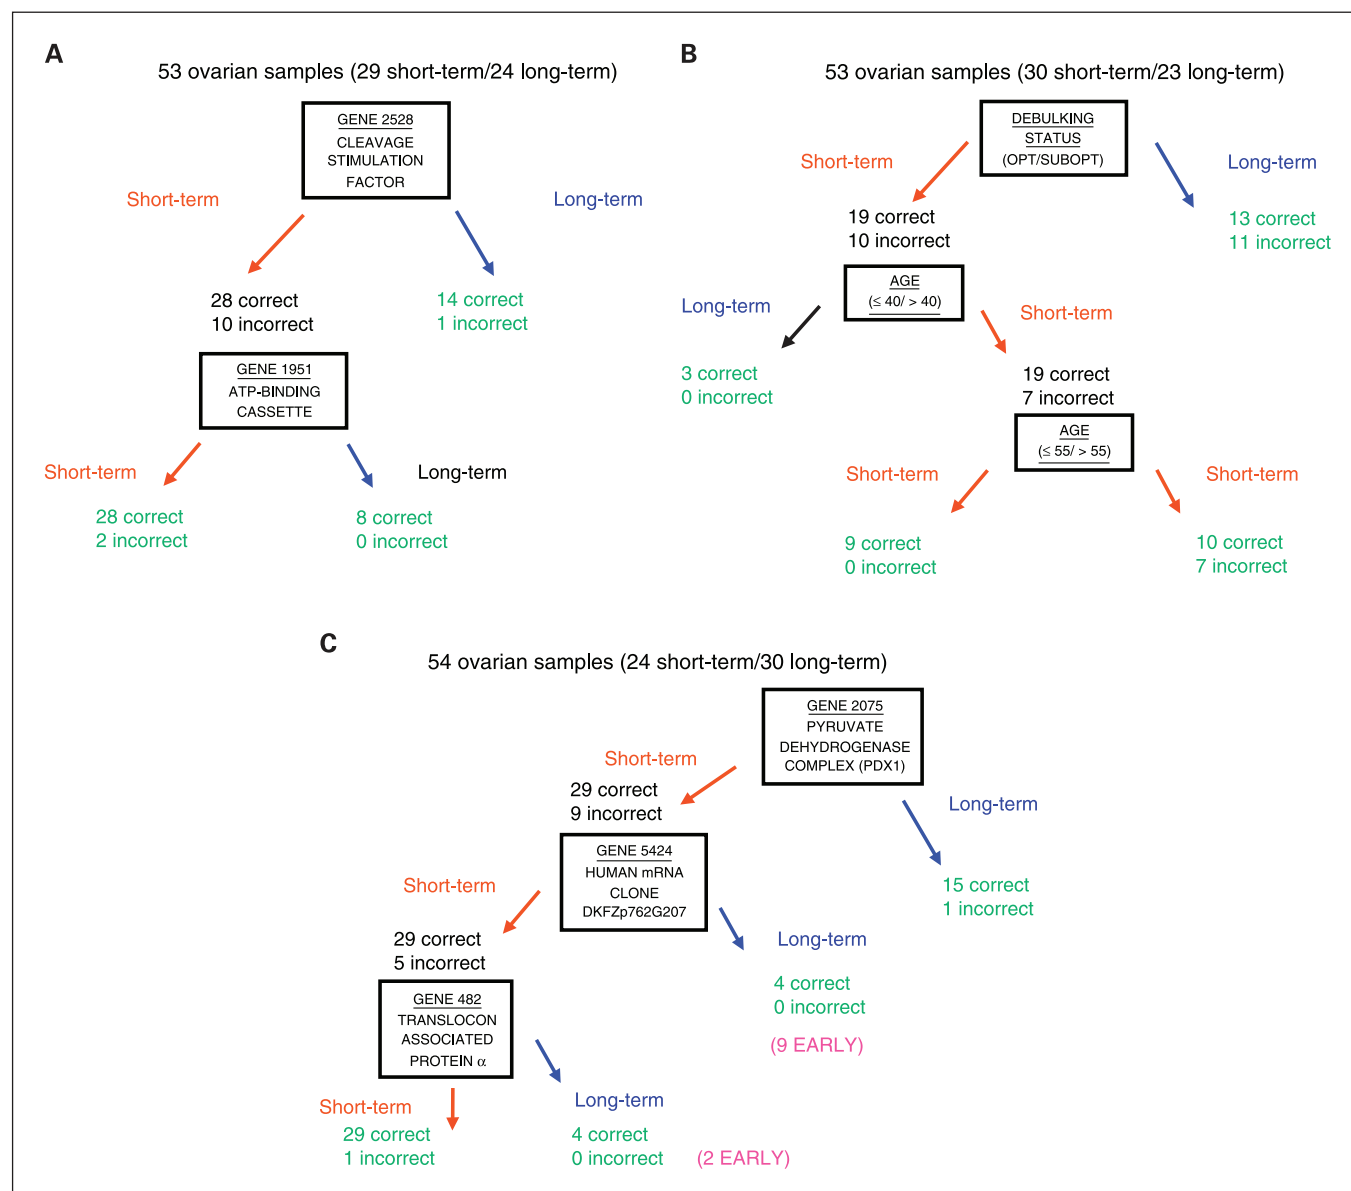 A
53 ovarian samples (29 short-term/24 long-term)
GENE 2528
CLEAVAGE
STIMULATION
FACTOR
Short-term
Long-term
28 correct
10 incorrect
14 correct
1 incorrect
GENE 1951
ATP-BINDING
CASSETTE
Short-term
Long-term
28 correct
2 incorrect
8 correct
0 incorrect
B
53 ovarian samples (30 short-term/23 long-term)
DEBULKING
STATUS
(OPT/SUBOPT)
Short-term
Long-term
19 correct
10 incorrect
13 correct
11 incorrect
AGE
(≤ 40/ > 40)
Long-term
Short-term
3 correct
0 incorrect
19 correct
7 incorrect
AGE
(≤ 55/ > 55)
Short-term
Short-term
9 correct
0 incorrect
10 correct
7 incorrect
C
54 ovarian samples (24 short-term/30 long-term)
GENE 2075
PYRUVATE
DEHYDROGENASE
COMPLEX (PDX1)
Short-term
Long-term
29 correct
9 incorrect
15 correct
1 incorrect
GENE 5424
HUMAN mRNA
CLONE
DKFZp762G207
Short-term
Long-term
29 correct
5 incorrect
4 correct
0 incorrect
(9 EARLY)
GENE 482
TRANSLOCON
ASSOCIATED
PROTEIN α
Short-term
Long-term
29 correct
1 incorrect
4 correct
0 incorrect
(2 EARLY)